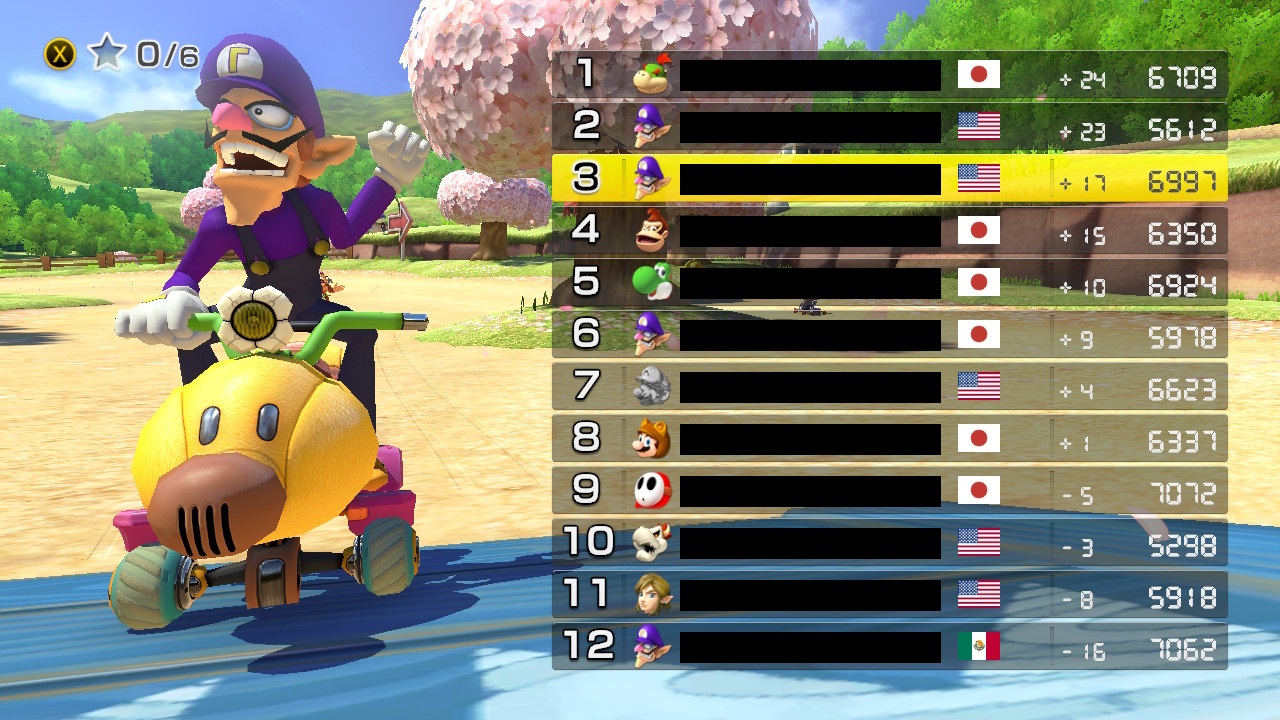 X 0/6
1 + 24 6709
2 + 23 5612
3 + 17 6997
4 + 15 6350
5 + 10 6924
6 + 9 5978
7 + 4 6623
8 + 1 6337
9 - 5 7072
10 - 3 5298
11 - 8 5918
12 - 16 7062